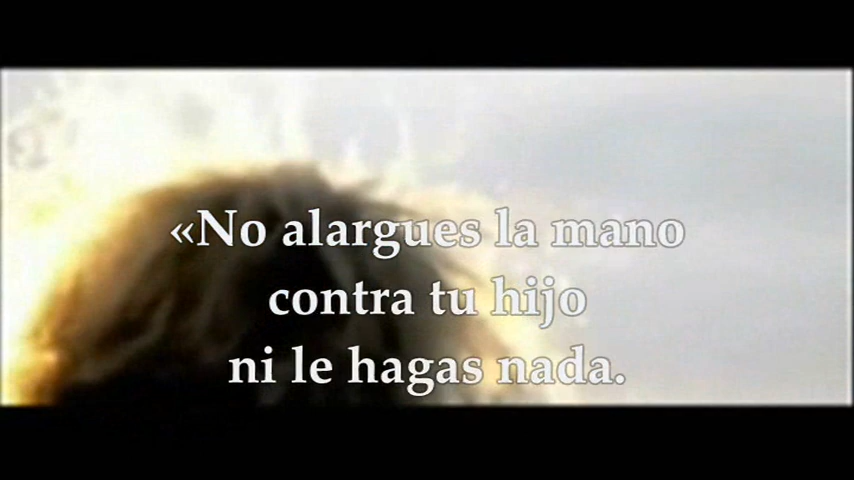 «No alargues la mano
contra tu hijo
ni le hagas nada.